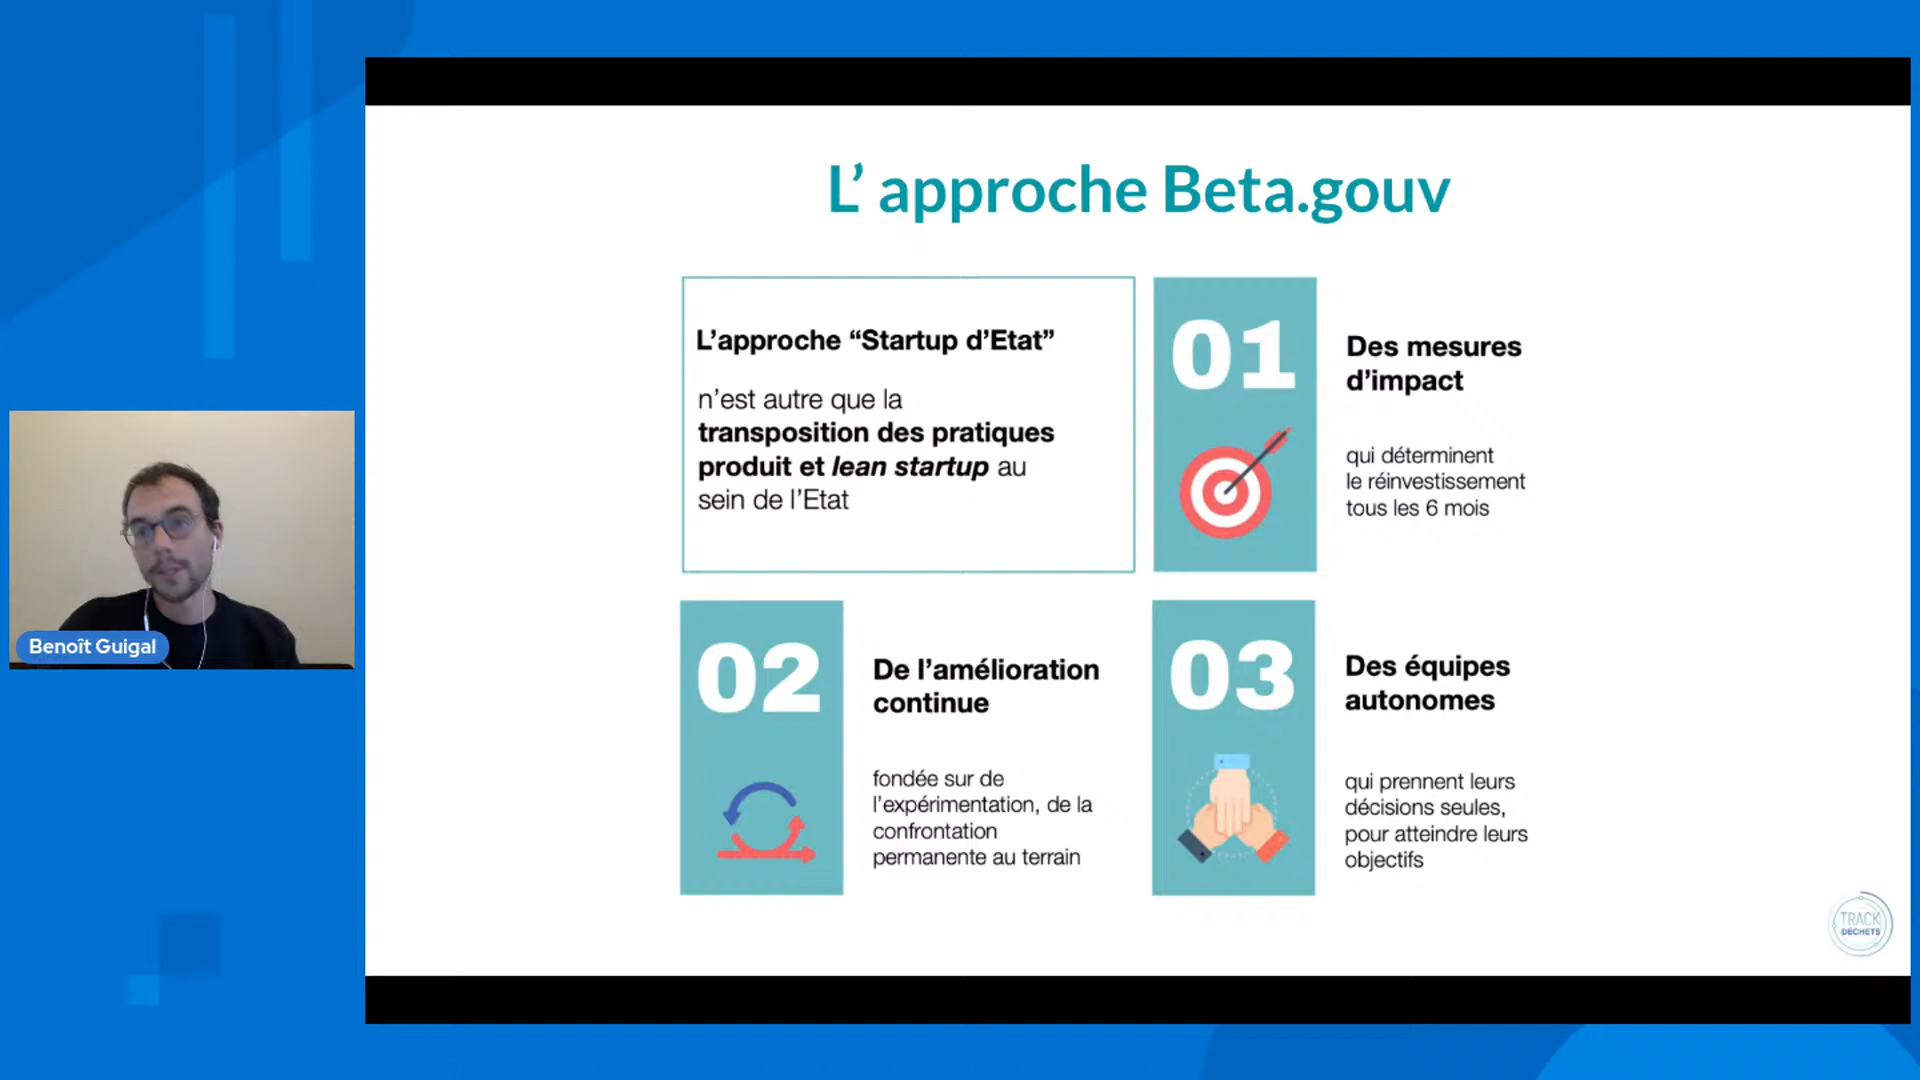 L’ approche Beta.gouv
L’approche “Startup d’Etat”
n’est autre que la
transposition des pratiques
produit et lean startup au
sein de l’Etat
01
Des mesures
d’impact
qui déterminent
le réinvestissement
tous les 6 mois
02
De l’amélioration
continue
fondée sur de
l’expérimentation, de la
confrontation
permanente au terrain
03
Des équipes
autonomes
qui prennent leurs
décisions seules,
pour atteindre leurs
objectifs
Benoît Guigal
TRACK
DÉCHETS